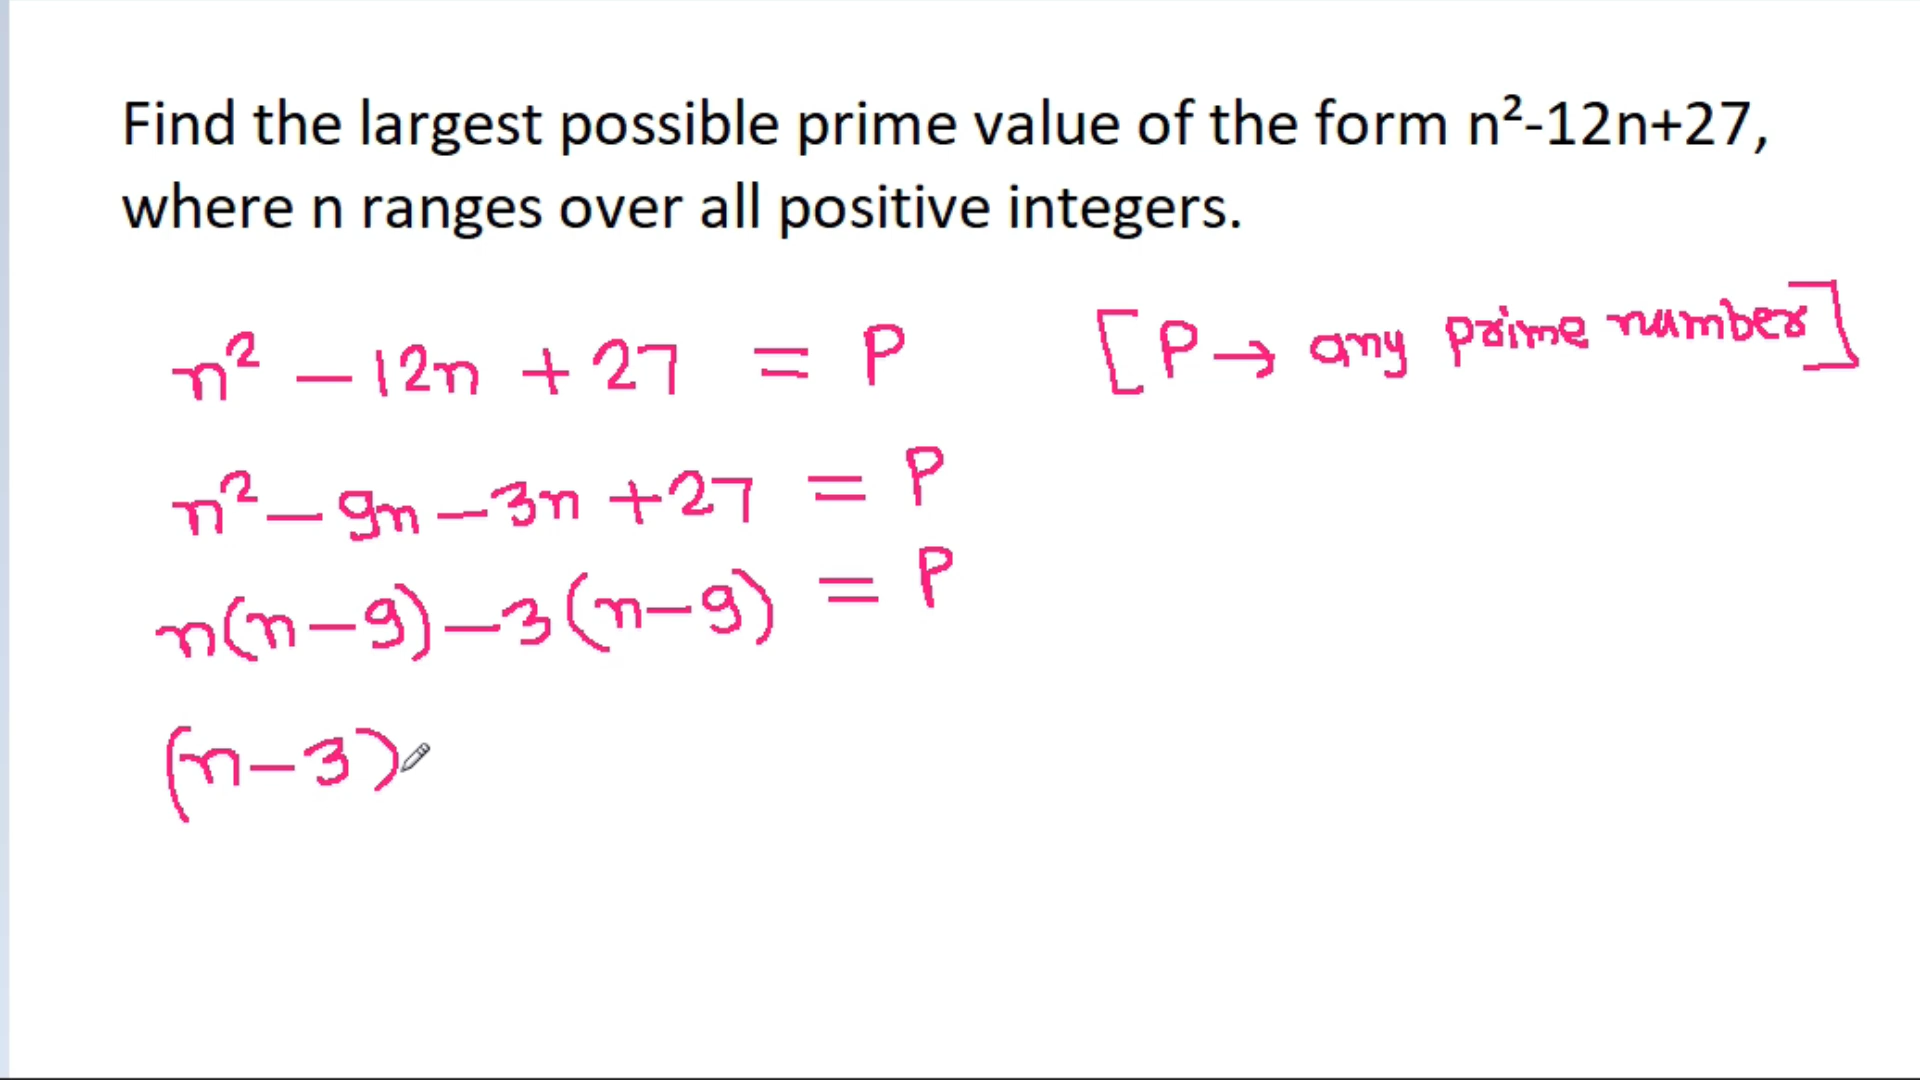 Find the largest possible prime value of the form n²-12n+27,
where n ranges over all positive integers.
n² - 12n + 27 = P [P → any prime number]
n² - 9n - 3n + 27 = P
n(n-9) - 3(n-9) = P
(n-3)